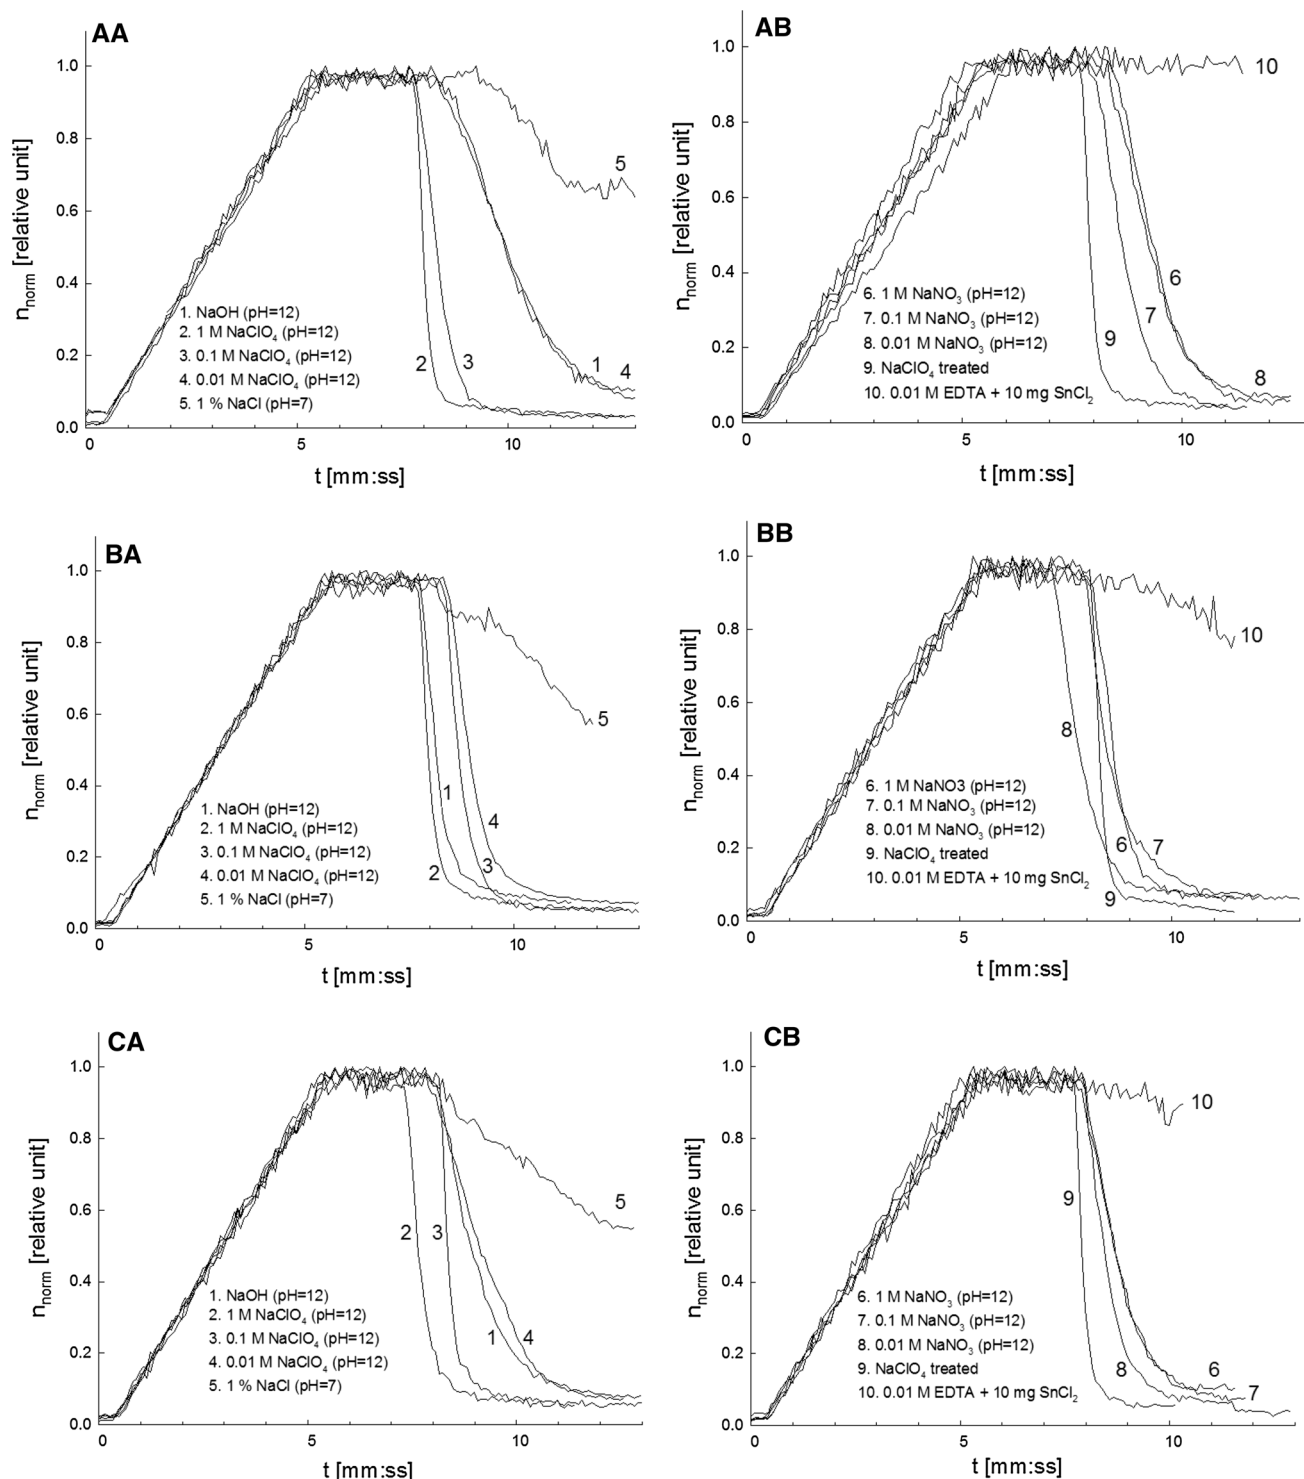 AA
n_norm [relative unit]
1.0
0.8
0.6
0.4
0.2
0.0
0
5
10
t [mm:ss]
1. NaOH (pH=12)
2. 1 M NaClO₄ (pH=12)
3. 0.1 M NaClO₄ (pH=12)
4. 0.01 M NaClO₄ (pH=12)
5. 1 % NaCl (pH=7)
5
2
3
1
4
AB
n_norm [relative unit]
1.0
0.8
0.6
0.4
0.2
0.0
0
5
10
t [mm:ss]
6. 1 M NaNO₃ (pH=12)
7. 0.1 M NaNO₃ (pH=12)
8. 0.01 M NaNO₃ (pH=12)
9. NaClO₄ treated
10. 0.01 M EDTA + 10 mg SnCl₂
10
6
7
9
8
BA
n_norm [relative unit]
1.0
0.8
0.6
0.4
0.2
0.0
0
5
10
t [mm:ss]
1. NaOH (pH=12)
2. 1 M NaClO₄ (pH=12)
3. 0.1 M NaClO₄ (pH=12)
4. 0.01 M NaClO₄ (pH=12)
5. 1 % NaCl (pH=7)
5
1
4
2
3
BB
n_norm [relative unit]
1.0
0.8
0.6
0.4
0.2
0.0
0
5
10
t [mm:ss]
6. 1 M NaNO3 (pH=12)
7. 0.1 M NaNO₃ (pH=12)
8. 0.01 M NaNO₃ (pH=12)
9. NaClO₄ treated
10. 0.01 M EDTA + 10 mg SnCl₂
10
8
6
7
9
CA
n_norm [relative unit]
1.0
0.8
0.6
0.4
0.2
0.0
0
5
10
t [mm:ss]
1. NaOH (pH=12)
2. 1 M NaClO₄ (pH=12)
3. 0.1 M NaClO₄ (pH=12)
4. 0.01 M NaClO₄ (pH=12)
5. 1 % NaCl (pH=7)
5
2
3
1
4
CB
n_norm [relative unit]
1.0
0.8
0.6
0.4
0.2
0.0
0
5
10
t [mm:ss]
6. 1 M NaNO₃ (pH=12)
7. 0.1 M NaNO₃ (pH=12)
8. 0.01 M NaNO₃ (pH=12)
9. NaClO₄ treated
10. 0.01 M EDTA + 10 mg SnCl₂
10
9
8
6
7